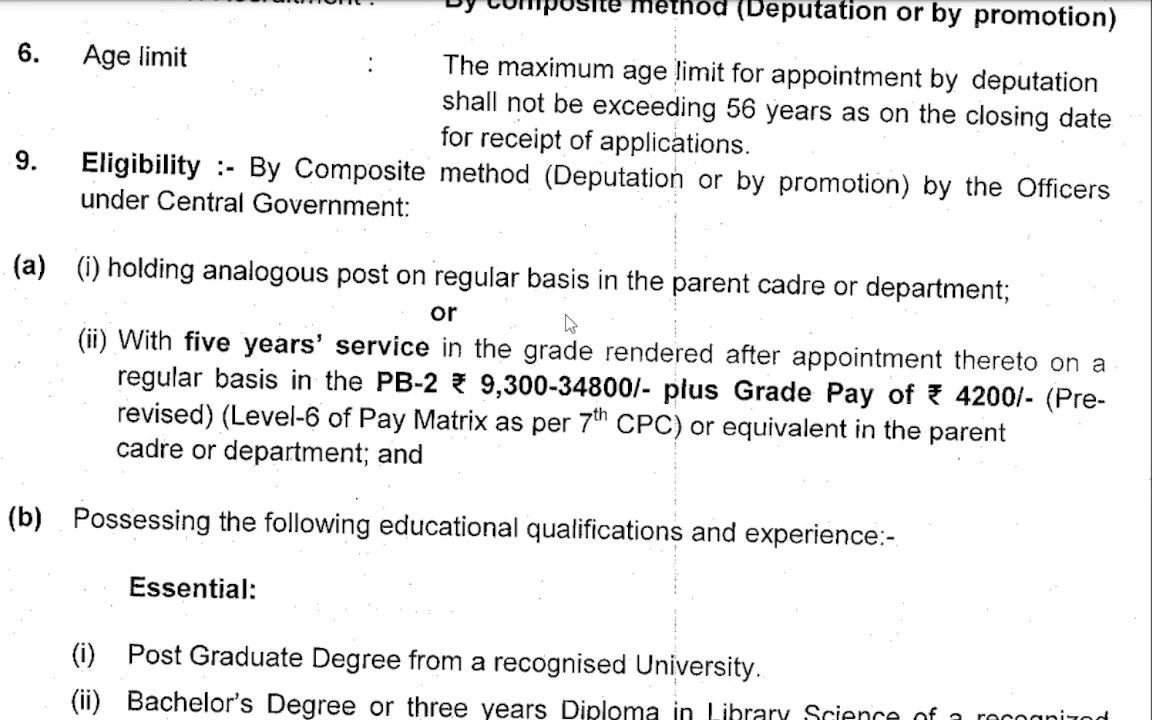 By composite method (Deputation or by promotion)
6. Age limit : The maximum age limit for appointment by deputation
shall not be exceeding 56 years as on the closing date
for receipt of applications.
9. Eligibility :- By Composite method (Deputation or by promotion) by the Officers
under Central Government:
(a) (i) holding analogous post on regular basis in the parent cadre or department;
or
(ii) With five years' service in the grade rendered after appointment thereto on a
regular basis in the PB-2 ₹ 9,300-34800/- plus Grade Pay of ₹ 4200/- (Pre-
revised) (Level-6 of Pay Matrix as per 7th CPC) or equivalent in the parent
cadre or department; and
(b) Possessing the following educational qualifications and experience:-
Essential:
(i) Post Graduate Degree from a recognised University.
(ii) Bachelor's Degree or three years Diploma in Library Science of a recognized